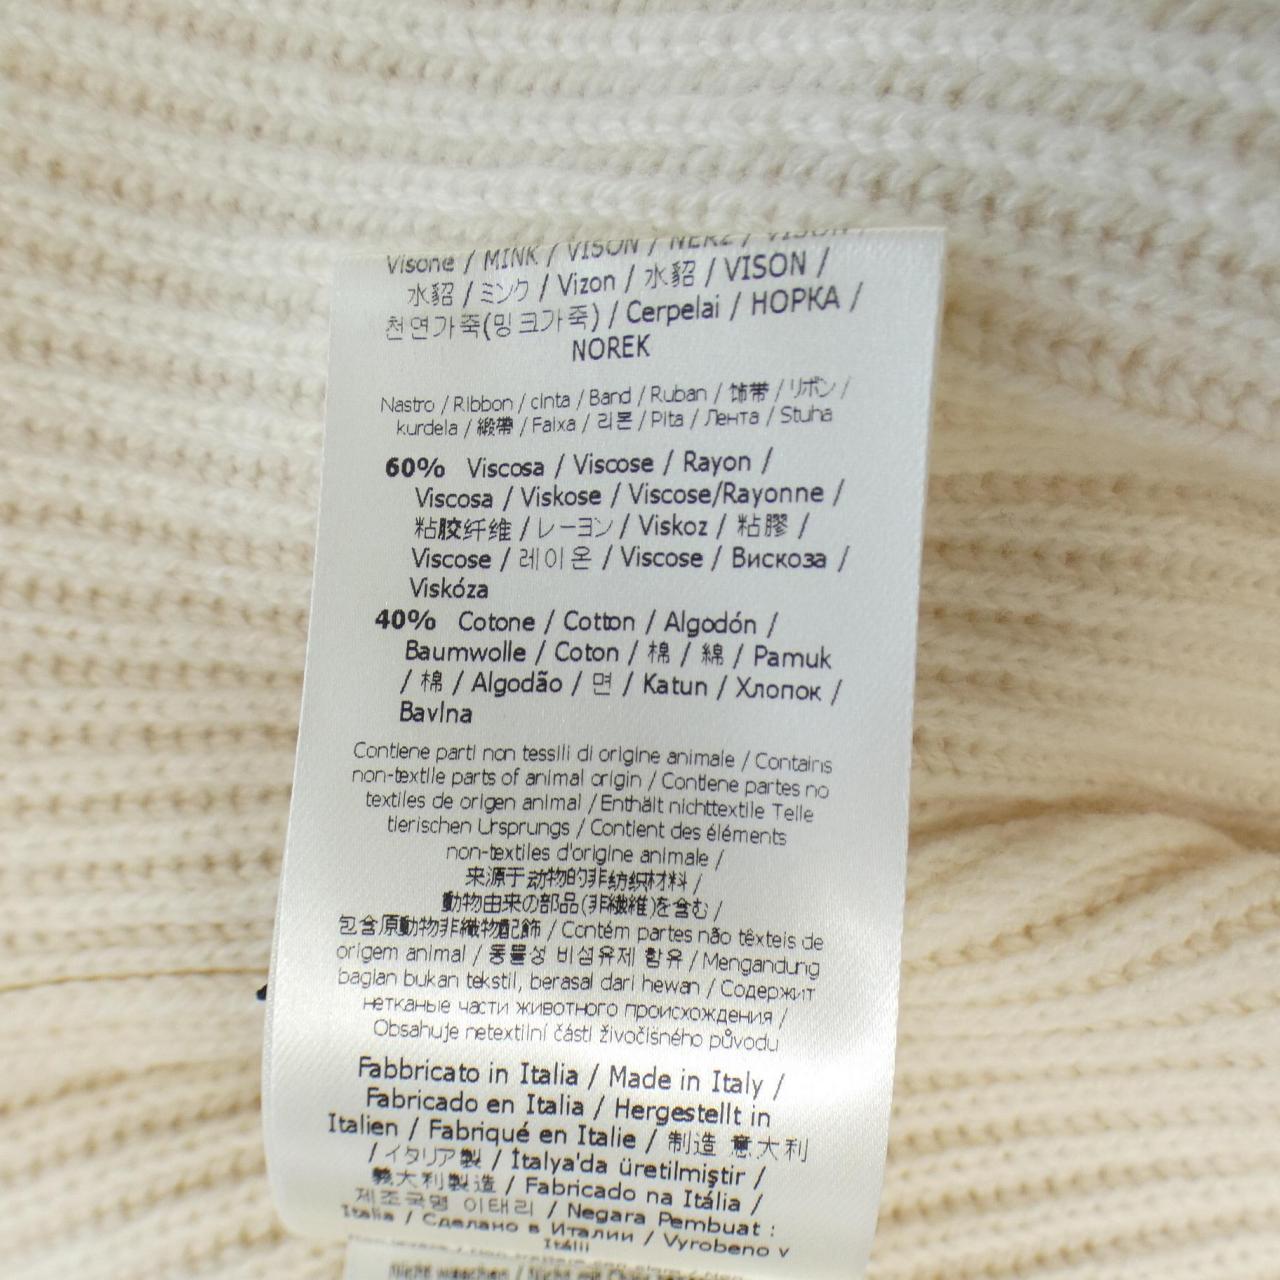 Visone / MINK / VISON / NERZ / VISON /
水貂 / ミンク / Vizon / 水貂 / VISON /
천연가죽(밍크가죽) / Cerpelai / НОРКА /
NOREK
Nastro / Ribbon / cinta / Band / Ruban / 饰带 / リボン /
kurdela / 緞帶 / Faixa / 리본 / Pita / Лента / Stuha
60% Viscosa / Viscose / Rayon /
Viscosa / Viskose / Viscose/Rayonne /
粘胶纤维 / レーヨン / Viskoz / 粘膠 /
Viscose / 레이온 / Viscose / Вискоза /
Viskóza
40% Cotone / Cotton / Algodón /
Baumwolle / Coton / 棉 / 綿 / Pamuk
/ 棉 / Algodão / 면 / Katun / Хлопок /
Bavlna
Contiene parti non tessili di origine animale / Contains
non-textile parts of animal origin / Contiene partes no
textiles de origen animal / Enthält nichttextile Teile
tierischen Ursprungs / Contient des éléments
non-textiles d'origine animale /
来源于动物的非纺织材料 /
動物由来の部品(非繊維)を含む /
包含原動物非織物配飾 / Contém partes não têxteis de
origem animal / 동물성 비섬유제 함유 / Mengandung
bagian bukan tekstil, berasal dari hewan / Содержит
нетканые части животного происхождения /
Obsahuje netextilní části živočišného původu
Fabbricato in Italia / Made in Italy /
Fabricado en Italia / Hergestellt in
Italien / Fabriqué en Italie / 制造 意大利
/ イタリア製 / İtalya'da üretilmiştir /
義大利製造 / Fabricado na Itália /
제조국명 이태리 / Negara Pembuat :
Italia / Сделано в Италии / Vyrobeno v
Itálii